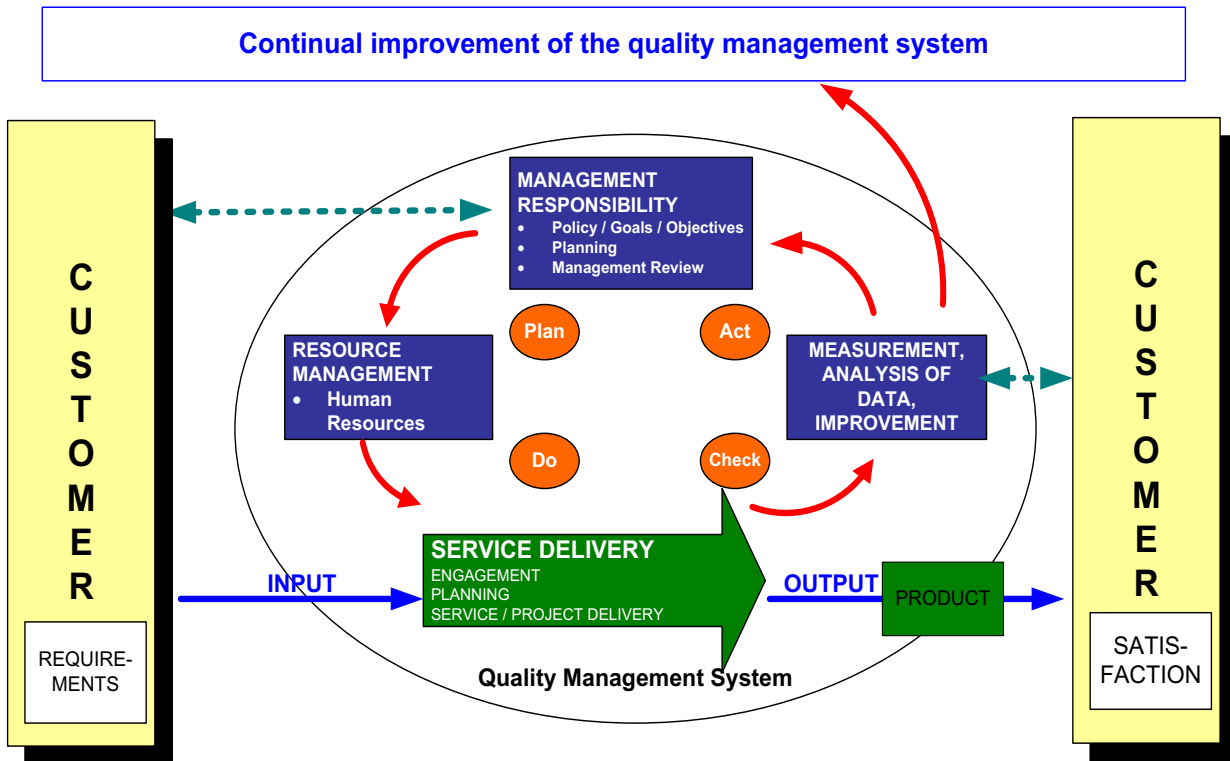 Continual improvement of the quality management system
C
U
S
T
O
M
E
R
REQUIRE-
MENTS
MANAGEMENT
RESPONSIBILITY
• Policy / Goals / Objectives
• Planning
• Management Review
Plan
Act
RESOURCE
MANAGEMENT
• Human
Resources
MEASUREMENT,
ANALYSIS OF
DATA,
IMPROVEMENT
Do
Check
INPUT
SERVICE DELIVERY
ENGAGEMENT
PLANNING
SERVICE / PROJECT DELIVERY
OUTPUT
PRODUCT
Quality Management System
C
U
S
T
O
M
E
R
SATIS-
FACTION